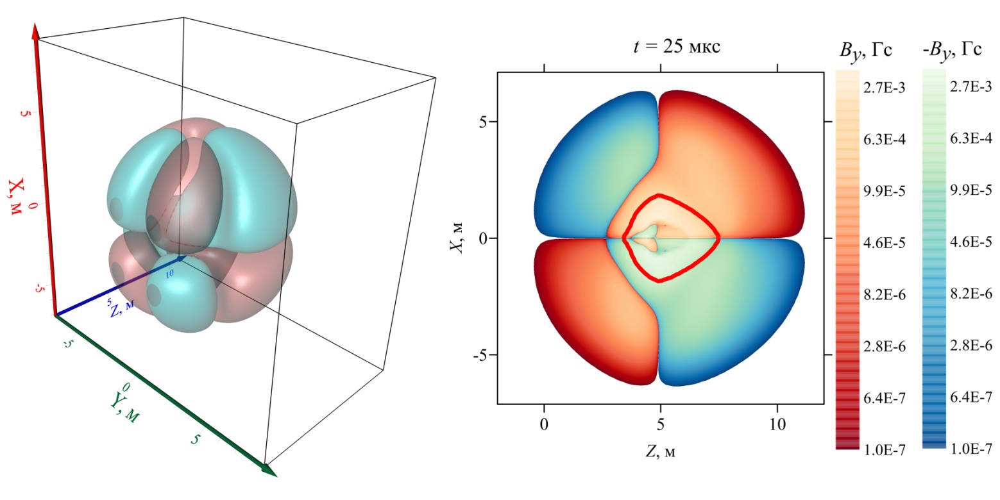 5
X, м
0
-5
10
5
Z, м
-5
0
Y, м
5
t = 25 мкс
5
0
-5
X, м
0
5
10
Z, м
By, Гс
2.7E-3
6.3E-4
9.9E-5
4.6E-5
8.2E-6
2.8E-6
6.4E-7
1.0E-7
-By, Гс
2.7E-3
6.3E-4
9.9E-5
4.6E-5
8.2E-6
2.8E-6
6.4E-7
1.0E-7